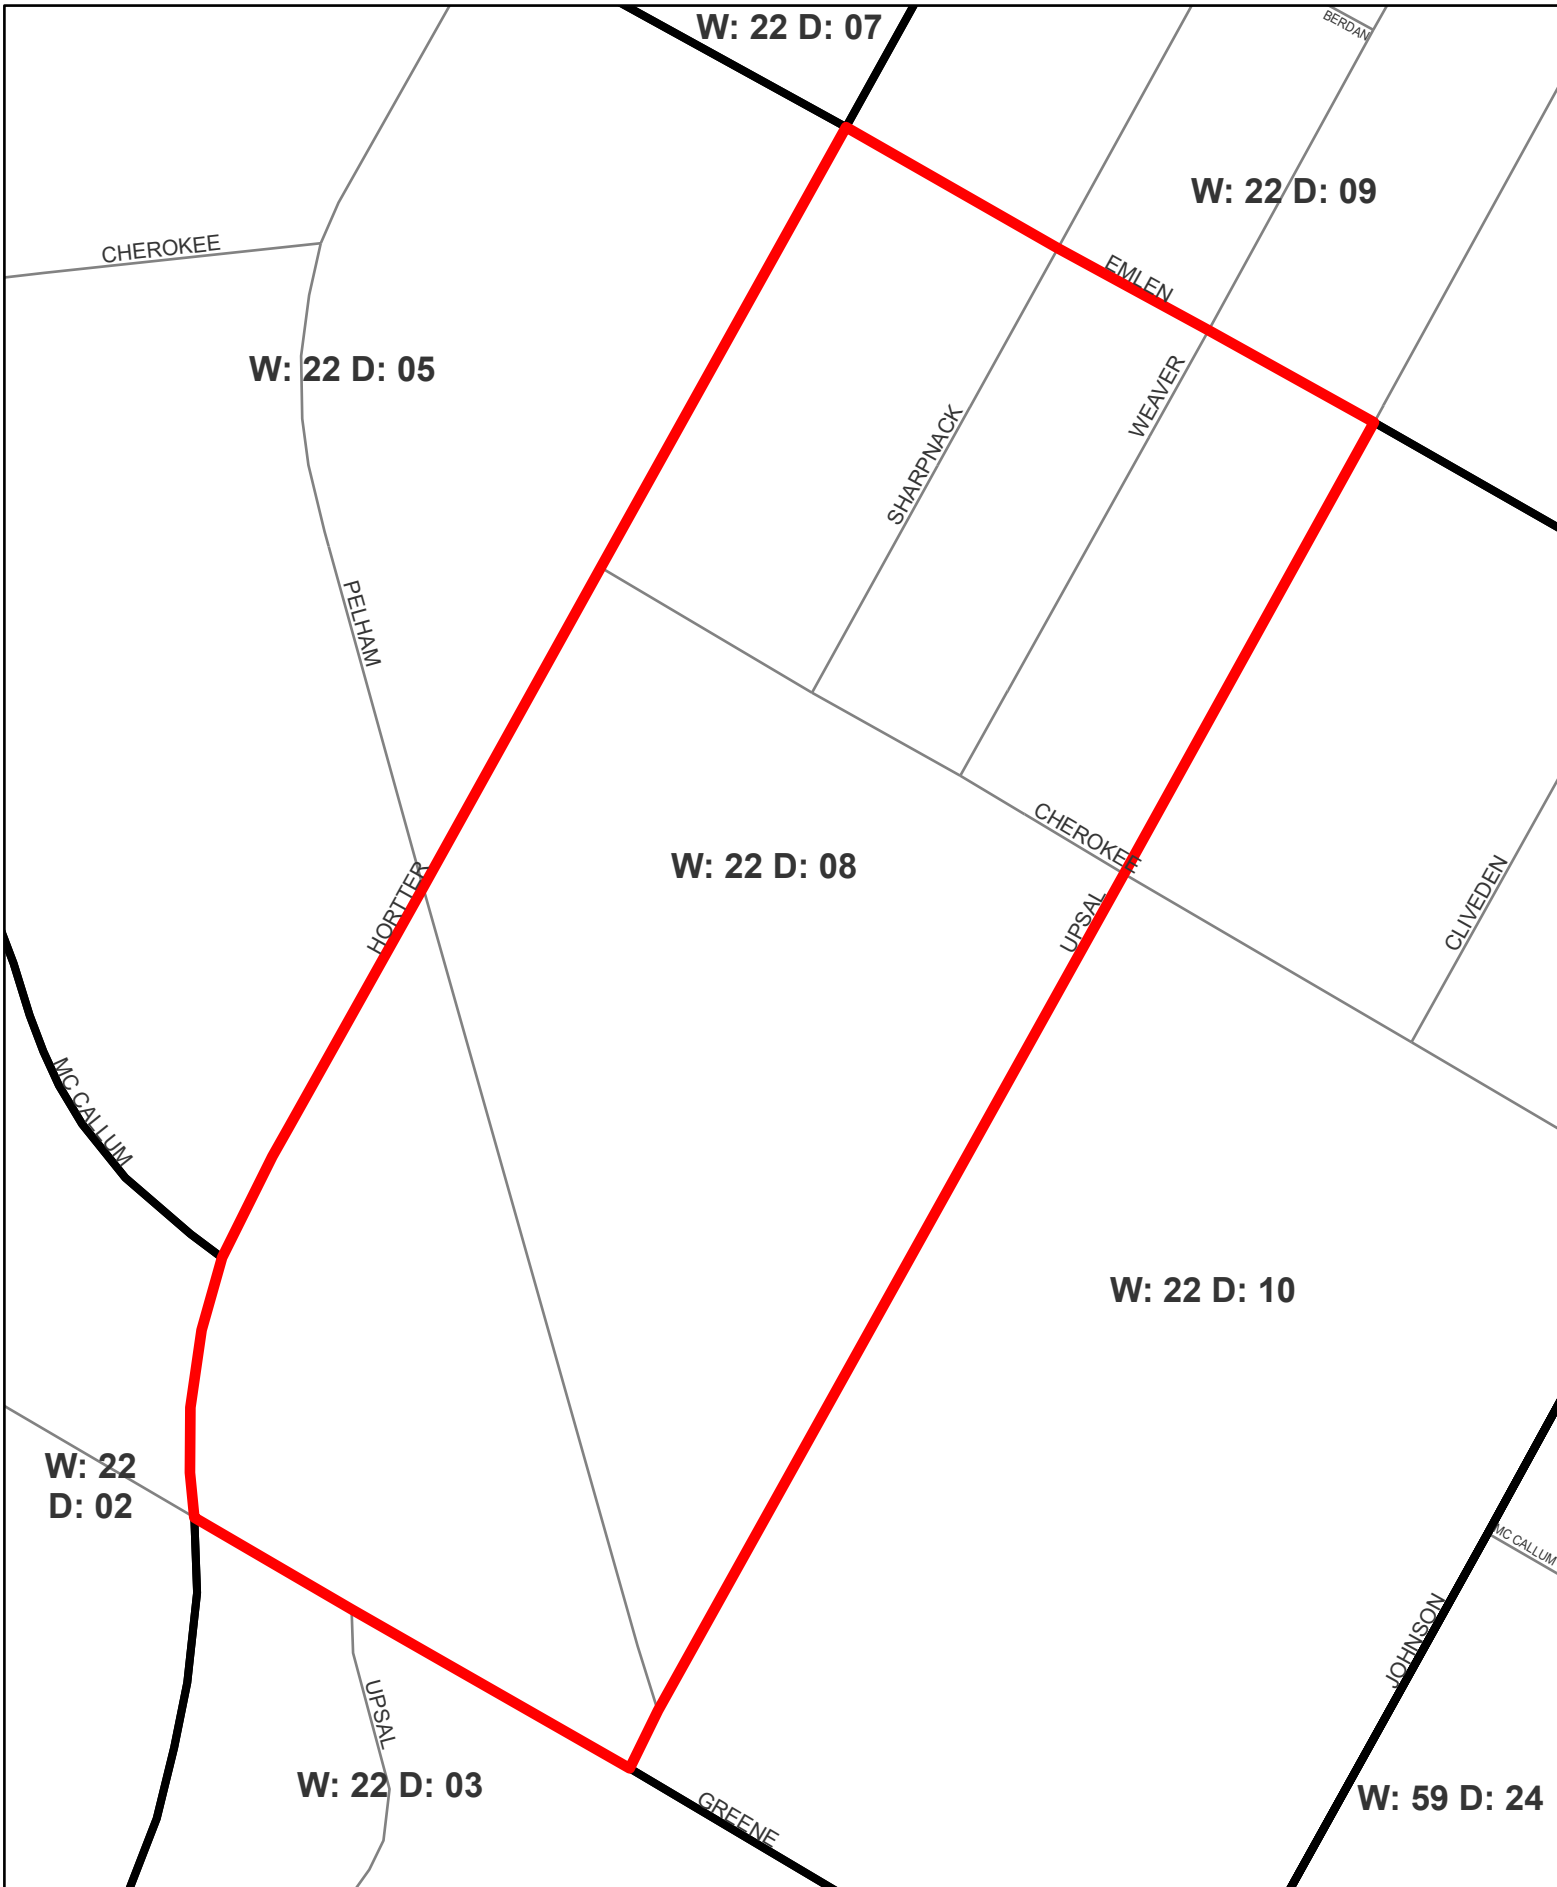 W: 22 D: 07
BERDAN
W: 22 D: 09
CHEROKEE
EMLEN
W: 22 D: 05
WEAVER
SHARPNACK
PELHAM
CHEROKEE
W: 22 D: 08
HORTTER
UPSAL
CLIVEDEN
MC CALLUM
W: 22 D: 10
W: 22
D: 02
MC CALLUM
JOHNSON
UPSAL
W: 22 D: 03
GREENE
W: 59 D: 24